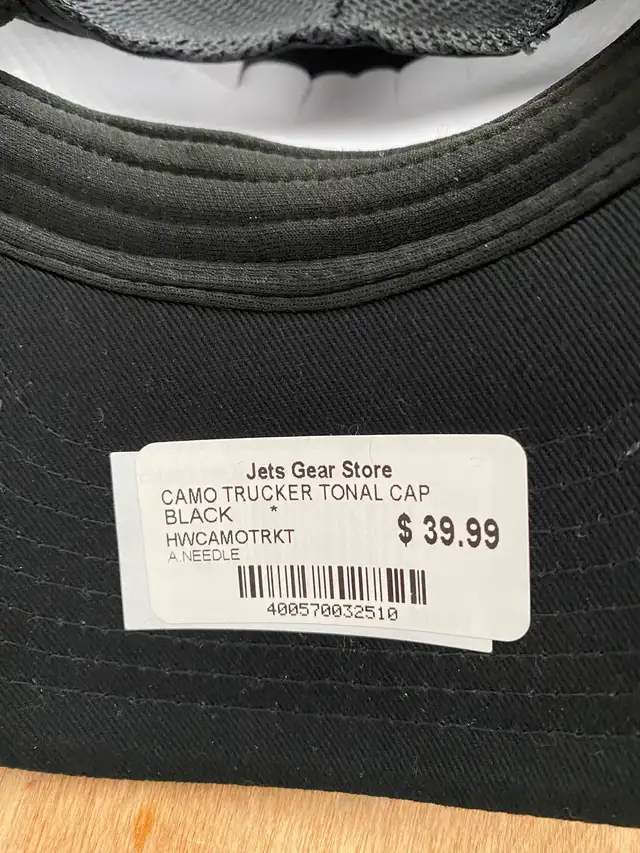 Jets Gear Store
CAMO TRUCKER TONAL CAP
BLACK *
HWCAMOTRKT $ 39.99
A.NEEDLE
400570032510